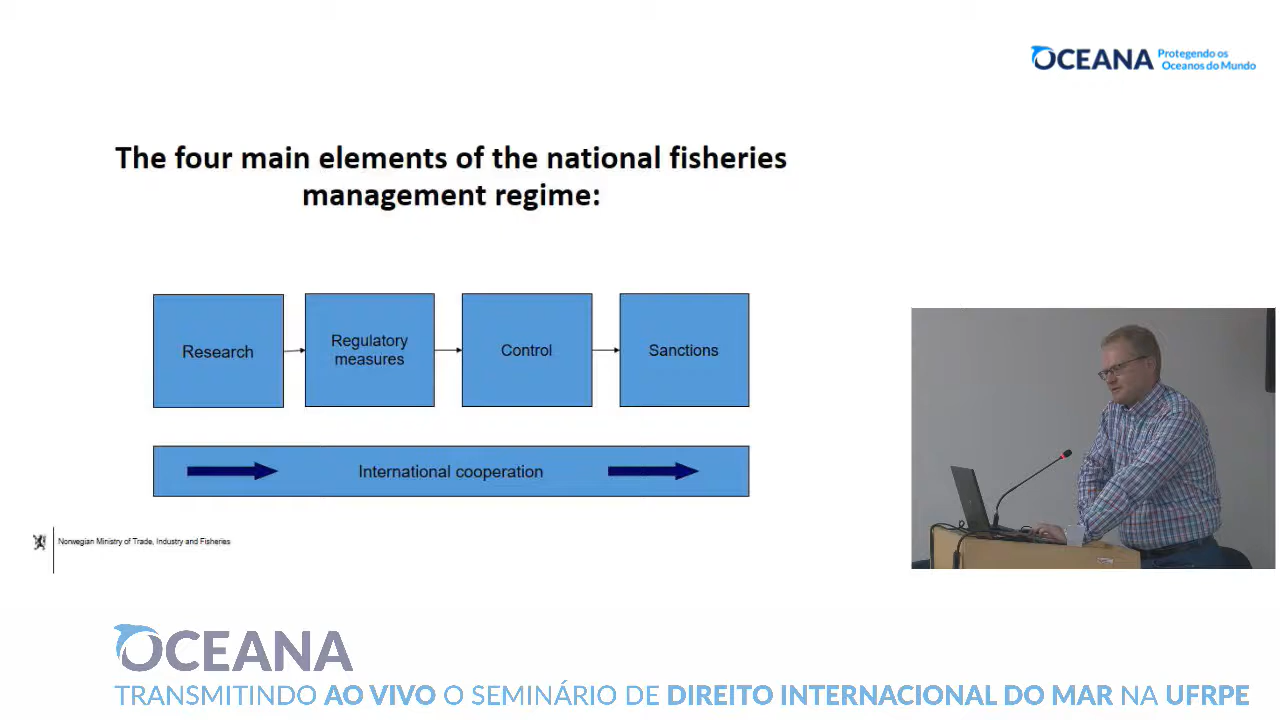 OCEANA Protegendo os
Oceanos do Mundo
The four main elements of the national fisheries
management regime:
Research
Regulatory
measures
Control
Sanctions
International cooperation
Norwegian Ministry of Trade, Industry and Fisheries
OCEANA
TRANSMITINDO AO VIVO O SEMINÁRIO DE DIREITO INTERNACIONAL DO MAR NA UFRPE